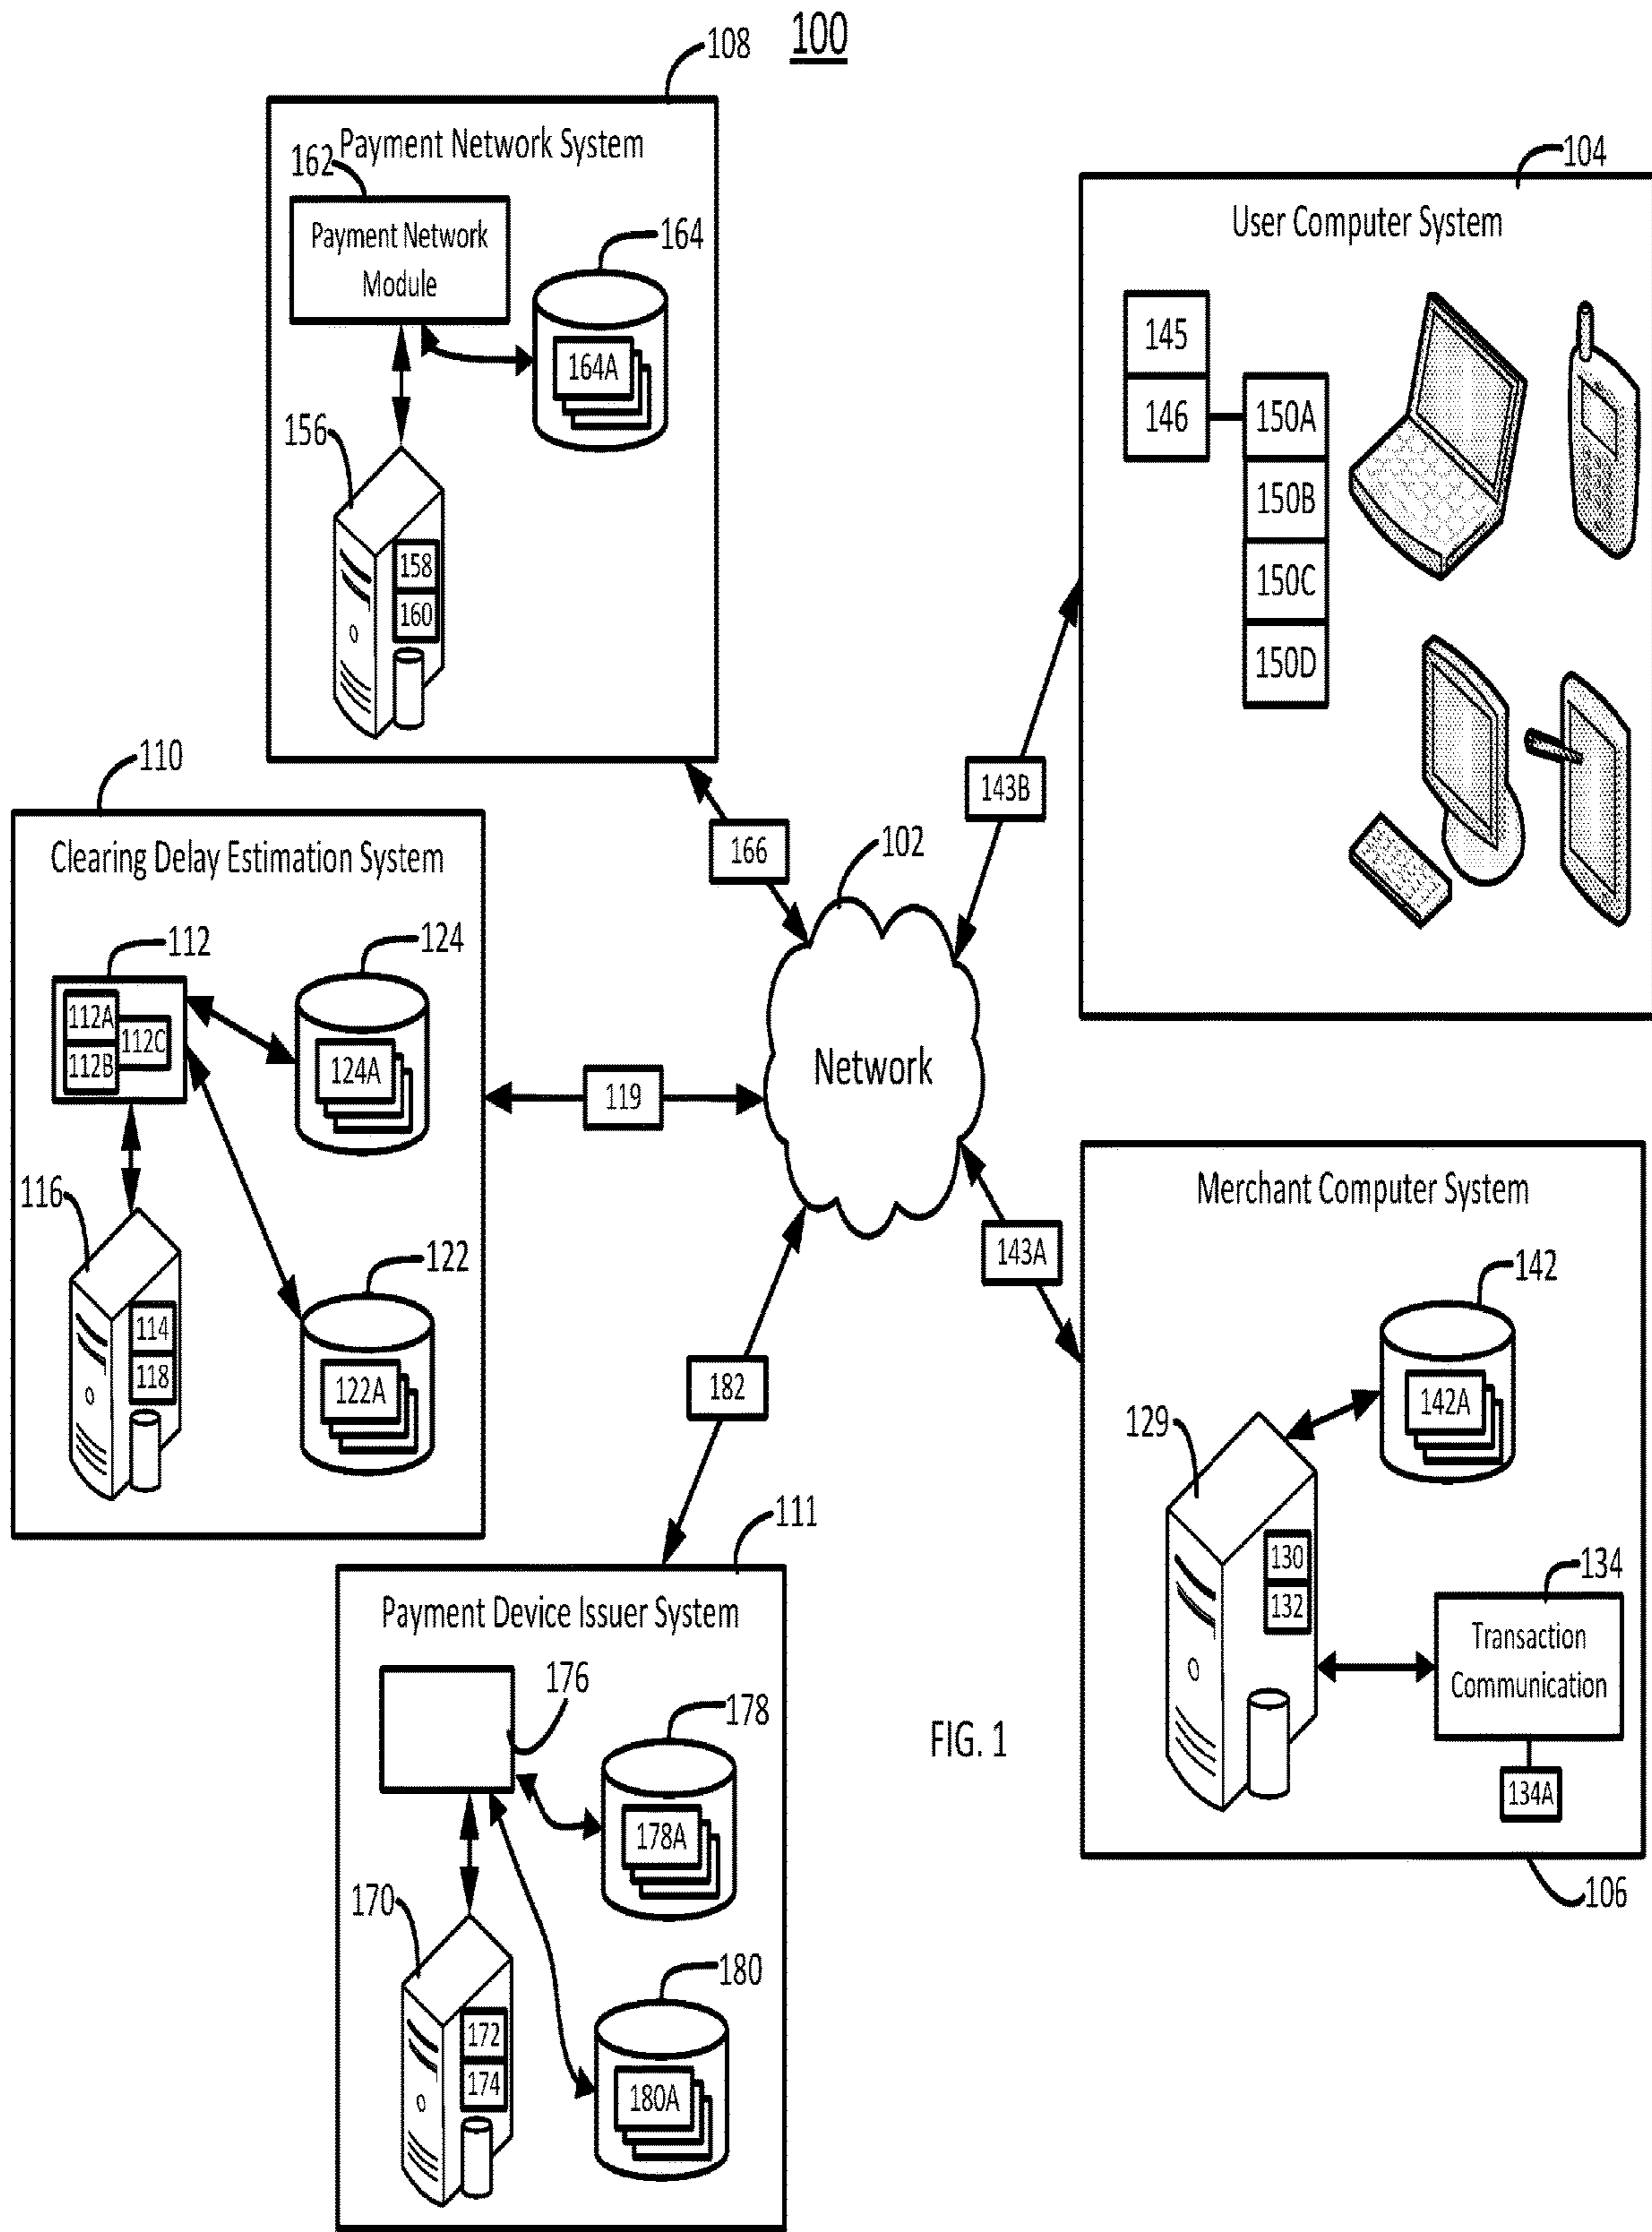 100
108
Payment Network System
162
Payment Network
Module
164
164A
156
158
160
104
User Computer System
145
146
150A
150B
150C
150D
143B
166
102
Network
110
Clearing Delay Estimation System
112
112A
112B
112C
124
124A
119
116
114
118
122
122A
143A
182
Merchant Computer System
142
142A
129
130
132
134
Transaction
Communication
134A
106
111
Payment Device Issuer System
176
178
178A
170
172
174
180
180A
FIG. 1